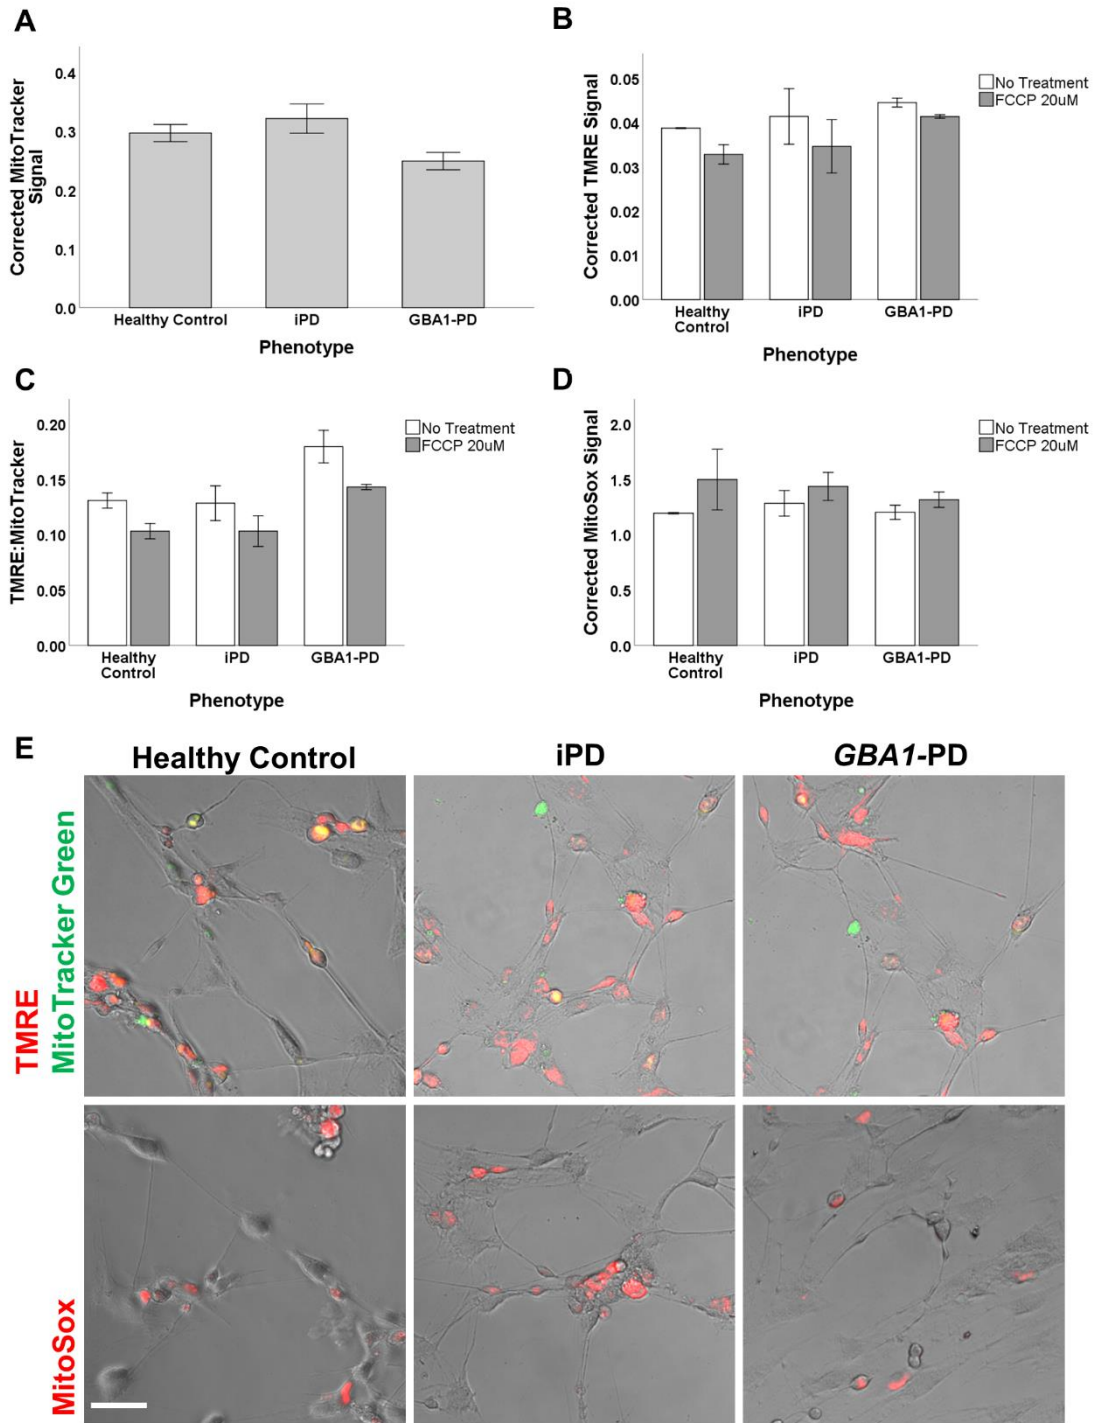 A
Corrected MitoTracker
Signal
0.4
0.3
0.2
0.1
0.0
Healthy Control
iPD
GBA1-PD
Phenotype
B
Corrected TMRE Signal
0.05
0.04
0.03
0.02
0.01
0.00
No Treatment
FCCP 20uM
Healthy
Control
iPD
GBA1-PD
Phenotype
C
TMRE:MitoTracker
0.20
0.15
0.10
0.05
0.00
No Treatment
FCCP 20uM
Healthy
Control
iPD
GBA1-PD
Phenotype
D
Corrected MitoSox Signal
2.0
1.5
1.0
0.5
0.0
No Treatment
FCCP 20uM
Healthy
Control
iPD
GBA1-PD
Phenotype
E
Healthy Control
iPD
GBA1-PD
TMRE
MitoTracker Green
MitoSox